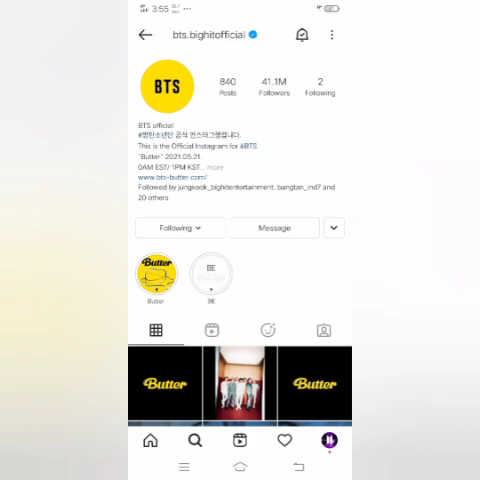 3:55
bts.bighitofficial
BTS
840
41.1M
2
Posts
Followers
Following
BTS official
#방탄소년단 공식 인스타그램입니다.
This is the Official Instagram for #BTS
"Butter" 2021.05.21.
0AM EST/ 1PM KST... more
www.bts-butter.com/
Followed by jungkook_bighitentertainment, bangtan_ind7 and
20 others
Following
Message
Butter
BE
Butter
BE
Butter
Butter